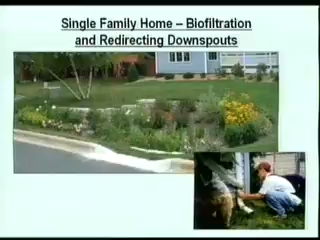 Single Family Home – Biofiltration
and Redirecting Downspouts